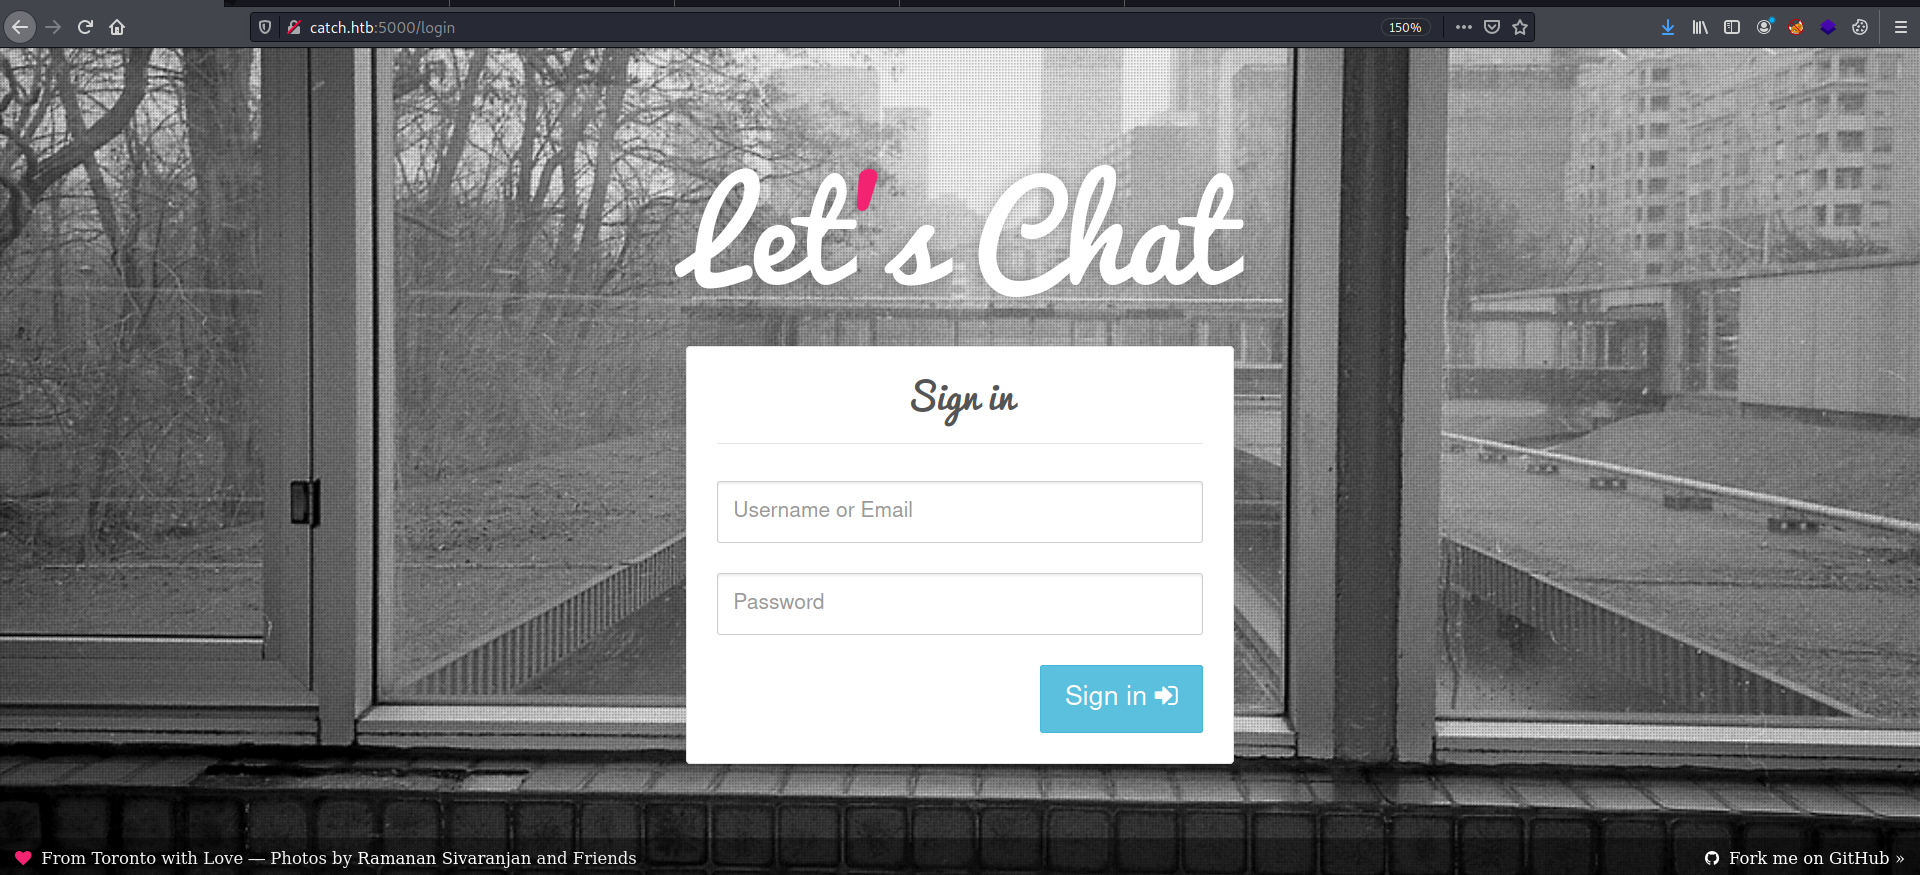 catch.htb:5000/login
150%
Let's Chat
Sign in
Username or Email
Password
Sign in
From Toronto with Love — Photos by Ramanan Sivaranjan and Friends
Fork me on GitHub »